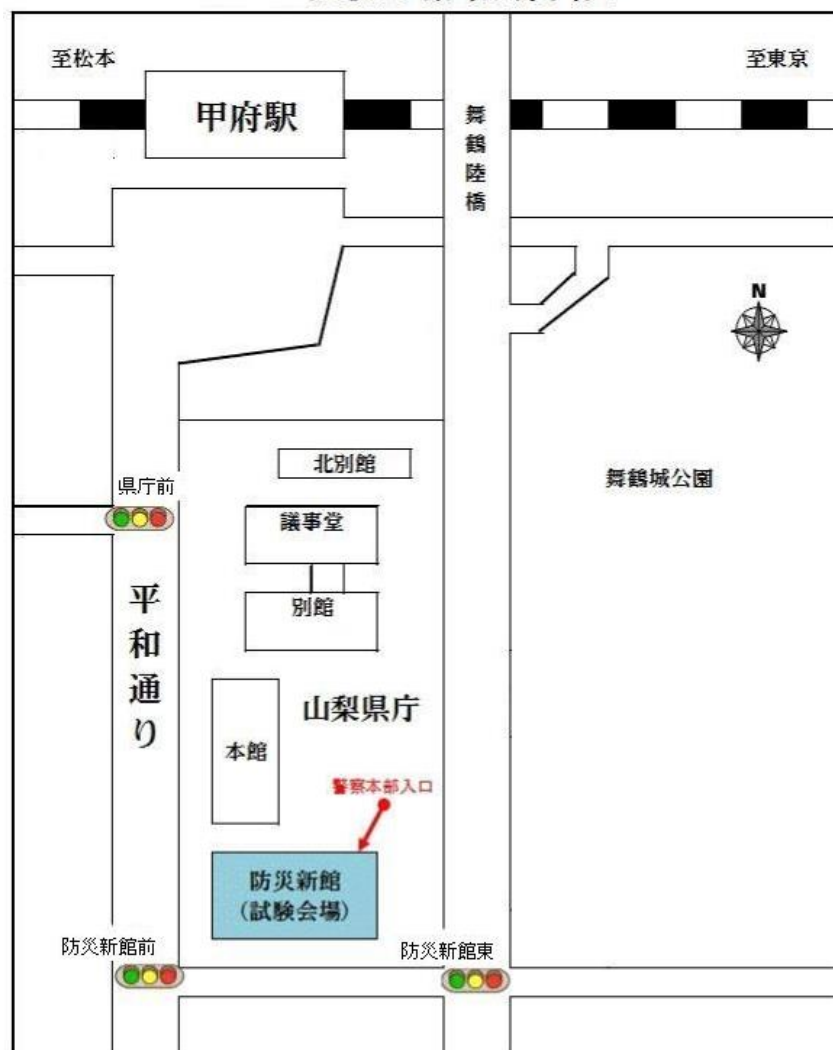 至松本
至東京
甲府駅
舞鶴陸橋
N
北別館
県庁前
舞鶴城公園
議事堂
別館
平和通り
山梨県庁
本館
警察本部入口
防災新館
(試験会場)
防災新館前
防災新館東